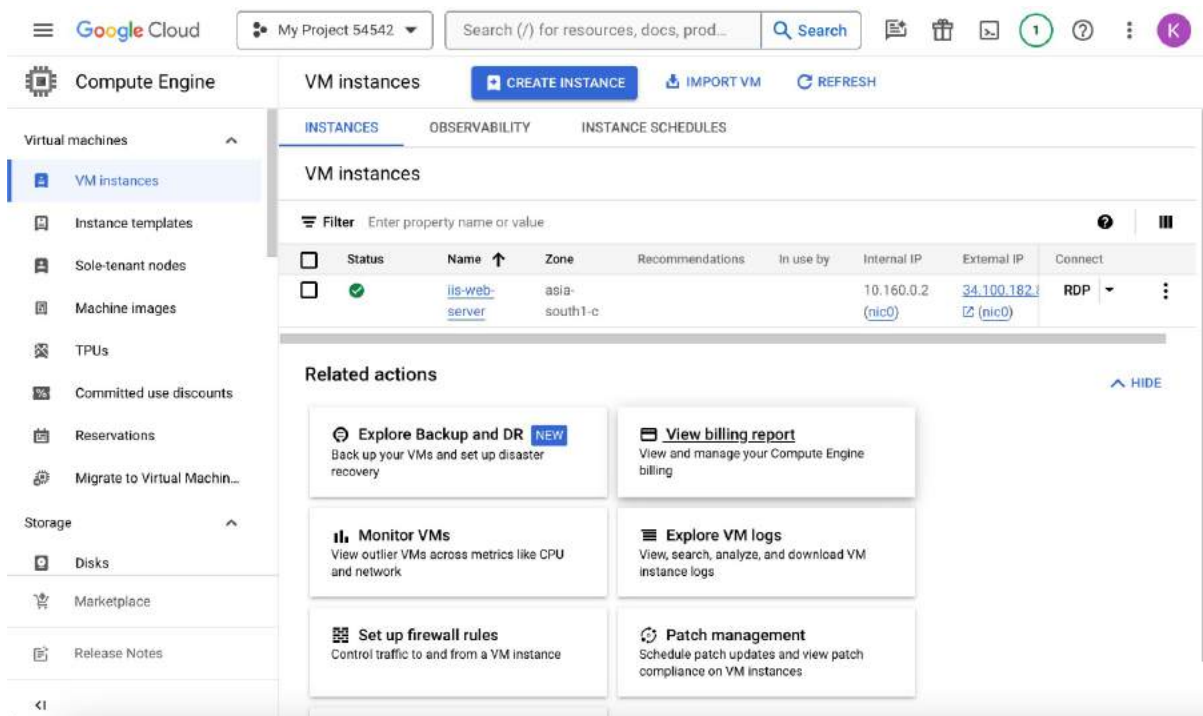 Google Cloud
My Project 54542
Search (/) for resources, docs, prod...
Search
1
K
Compute Engine
VM instances
CREATE INSTANCE
IMPORT VM
REFRESH
Virtual machines
VM instances
Instance templates
Sole-tenant nodes
Machine images
TPUs
Committed use discounts
Reservations
Migrate to Virtual Machin...
Storage
Disks
Marketplace
Release Notes
INSTANCES OBSERVABILITY INSTANCE SCHEDULES
VM instances
Filter Enter property name or value
Status Name Zone Recommendations In use by Internal IP External IP Connect
iis-web- asia- 10.160.0.2 34.100.182. RDP
server south1-c (nic0) (nic0)
Related actions
HIDE
Explore Backup and DR NEW
Back up your VMs and set up disaster
recovery
View billing report
View and manage your Compute Engine
billing
Monitor VMs
View outlier VMs across metrics like CPU
and network
Explore VM logs
View, search, analyze, and download VM
instance logs
Set up firewall rules
Control traffic to and from a VM instance
Patch management
Schedule patch updates and view patch
compliance on VM instances